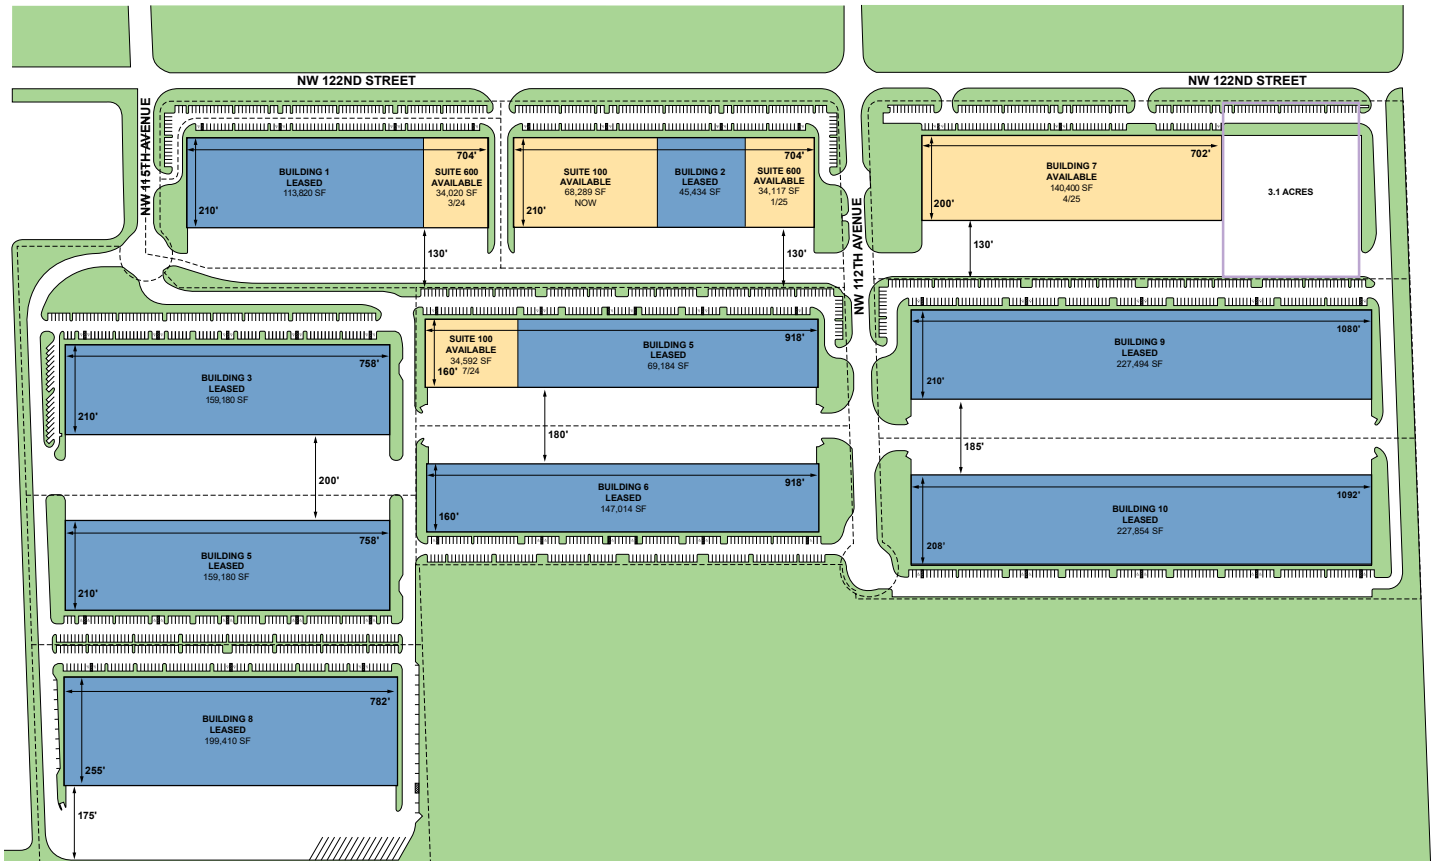 NW 122ND STREET
NW 122ND STREET
NW 115TH AVENUE
704'
BUILDING 1
LEASED
113,820 SF
SUITE 600
AVAILABLE
34,020 SF
3/24
210'
130'
704'
SUITE 100
AVAILABLE
68,289 SF
NOW
BUILDING 2
LEASED
45,434 SF
SUITE 600
AVAILABLE
34,117 SF
1/25
210'
130'
NW 112TH AVENUE
702'
BUILDING 7
AVAILABLE
140,400 SF
4/25
200'
130'
3.1 ACRES
758'
BUILDING 3
LEASED
159,180 SF
210'
200'
918'
SUITE 100
AVAILABLE
34,592 SF
7/24
160'
BUILDING 5
LEASED
69,184 SF
180'
1080'
BUILDING 9
LEASED
227,494 SF
210'
185'
918'
BUILDING 6
LEASED
147,014 SF
160'
1092'
BUILDING 10
LEASED
227,854 SF
208'
758'
BUILDING 5
LEASED
159,180 SF
210'
782'
BUILDING 8
LEASED
199,410 SF
255'
175'